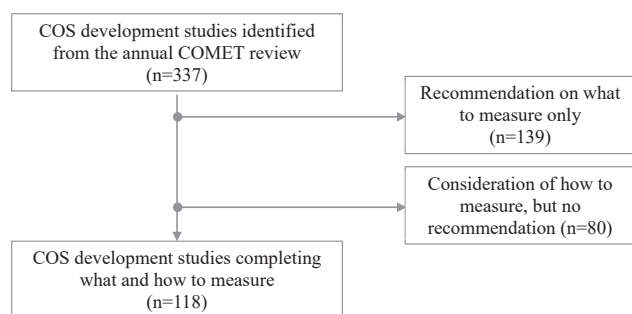 COS development studies identified
from the annual COMET review
(n=337)
Recommendation on what
to measure only
(n=139)
Consideration of how to
measure, but no
recommendation (n=80)
COS development studies completing
what and how to measure
(n=118)